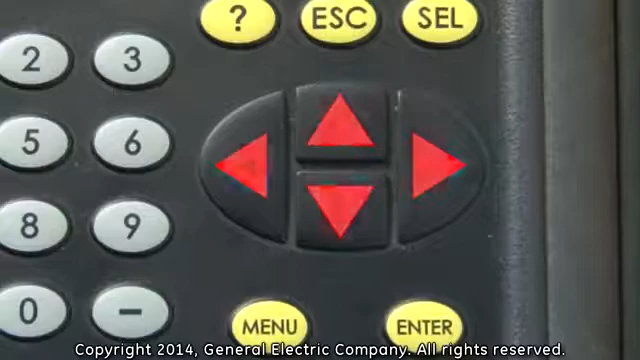 ? ESC SEL
2 3
5 6
8 9
0 -
MENU ENTER
Copyright 2014, General Electric Company. All rights reserved.